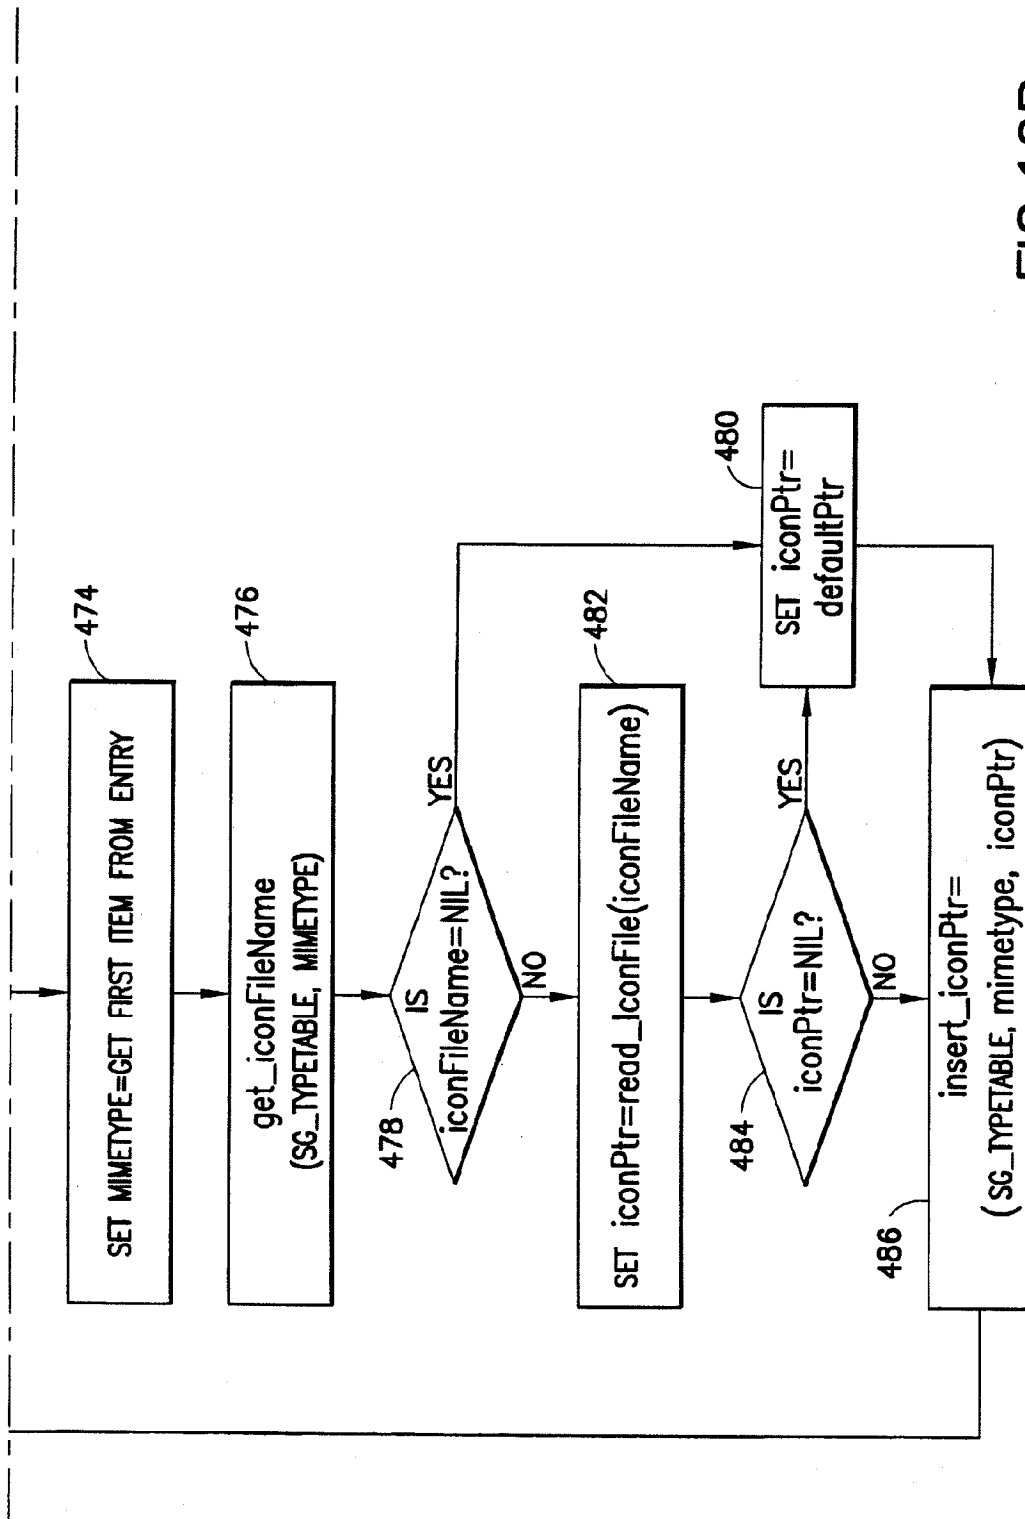 474
SET MIMETYPE=GET FIRST ITEM FROM ENTRY
476
get_iconFileName
(SG_TYPETABLE, MIMETYPE)
478
IS
iconFileName=NIL?
YES
NO
482
SET iconPtr=read_IconFile(iconFileName)
480
SET iconPtr=
defaultPtr
484
IS
iconPtr=NIL?
YES
NO
486
insert_iconPtr=
(SG_TYPETABLE, mimetype, iconPtr)